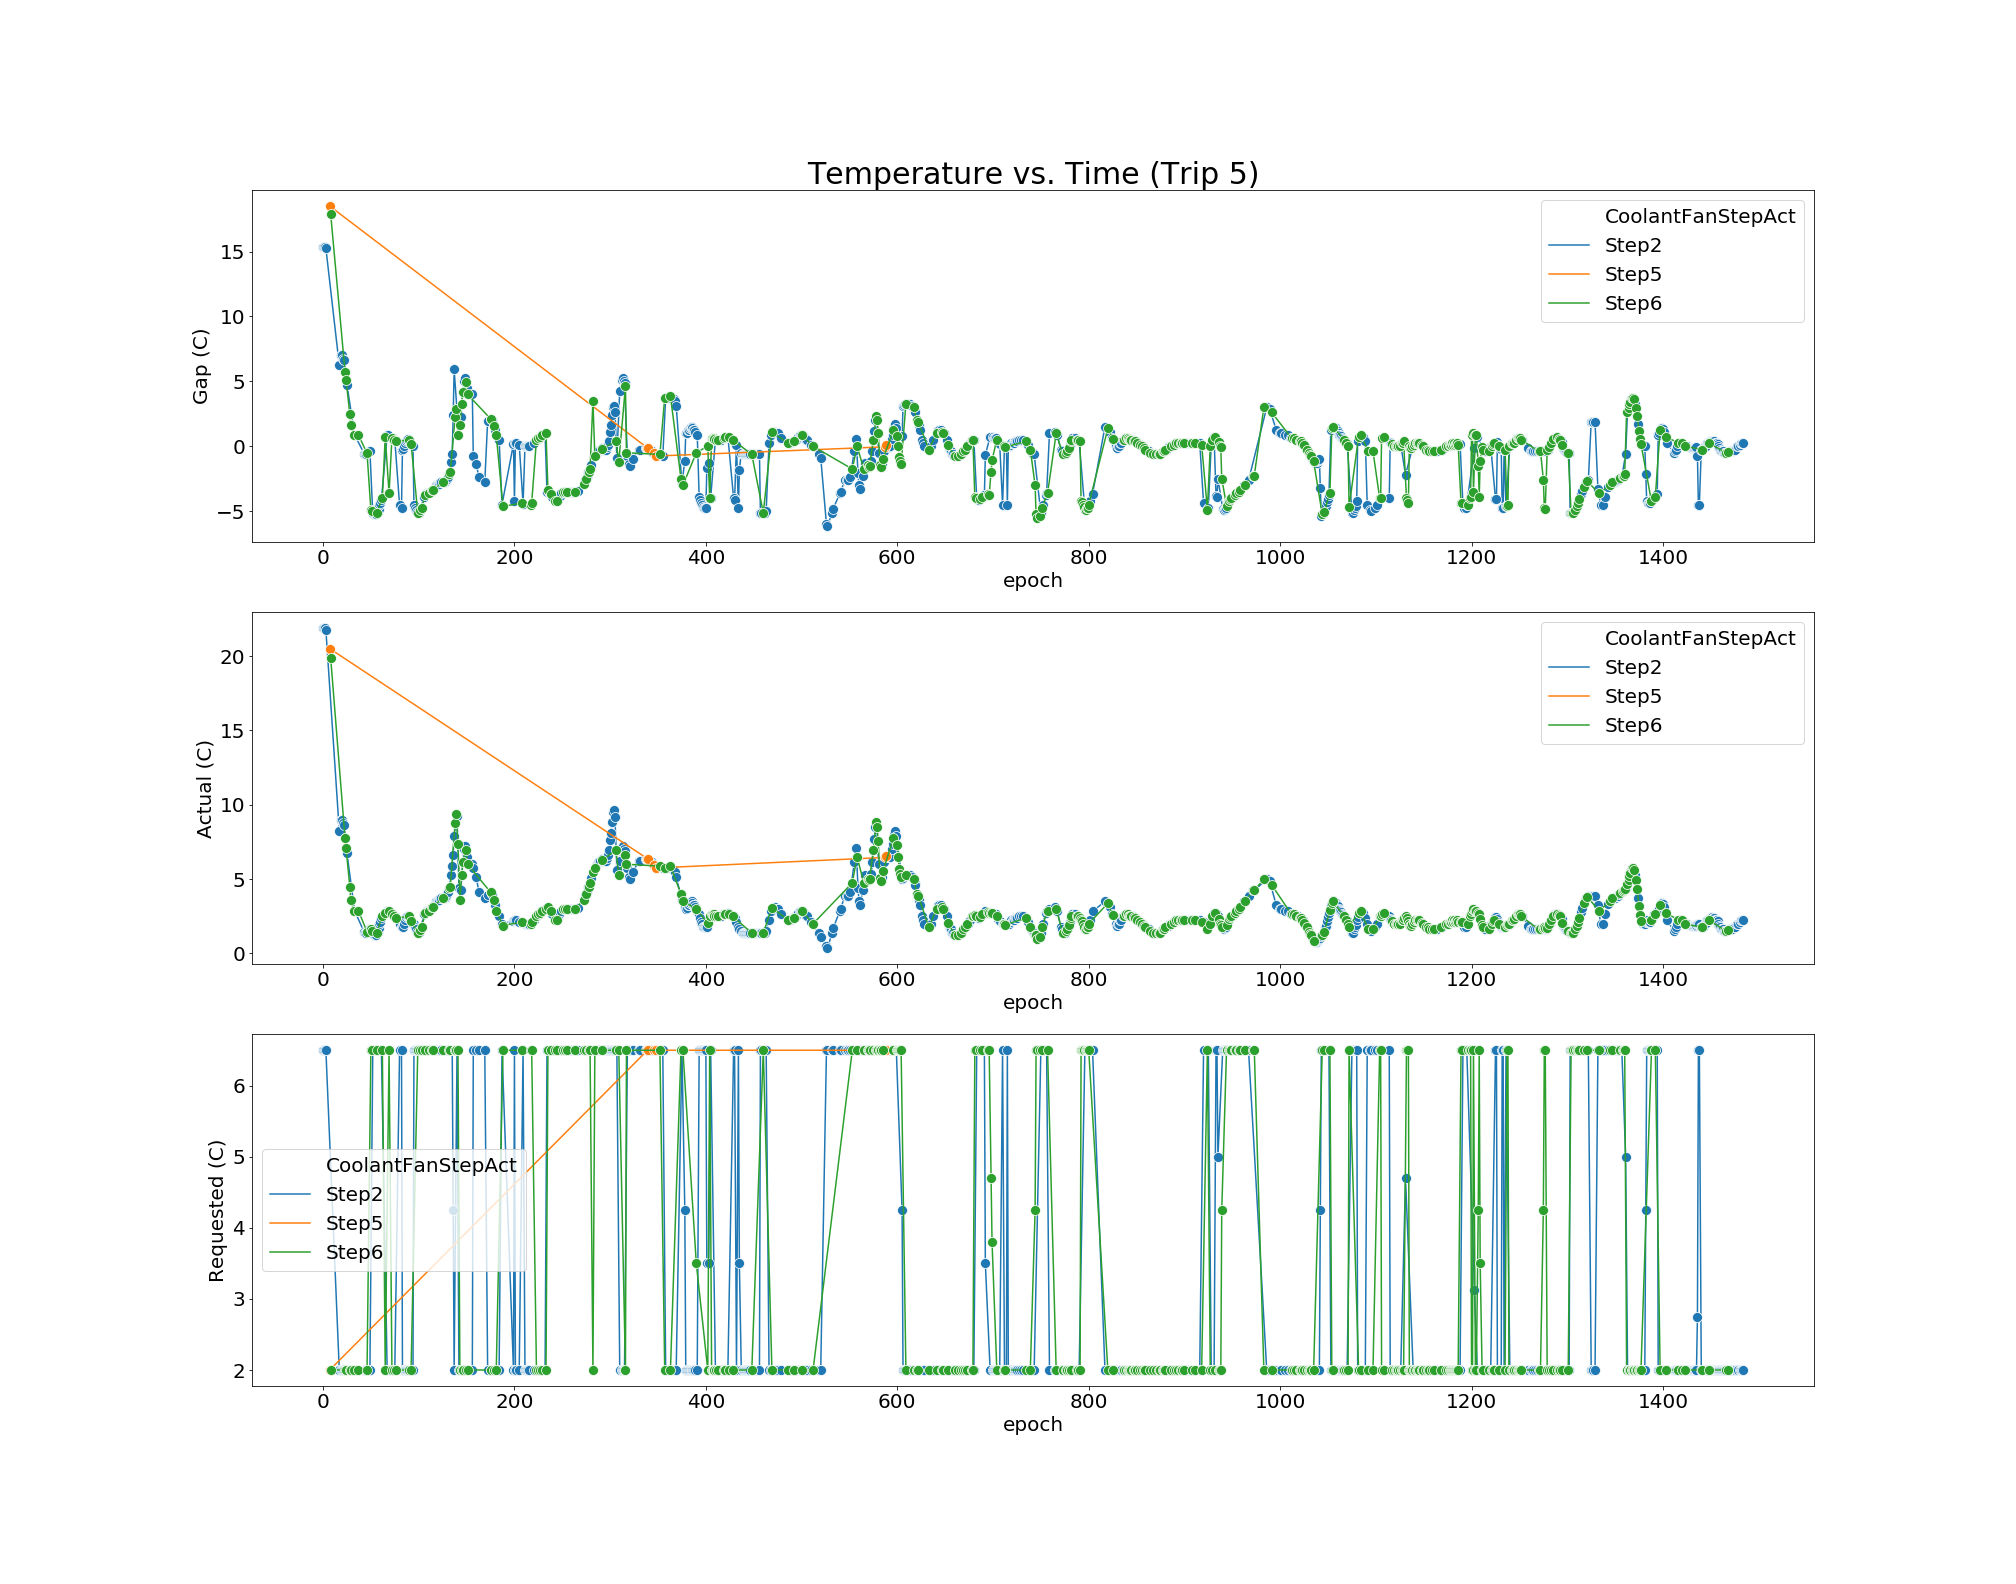 Temperature vs. Time (Trip 5)
CoolantFanStepAct
Step2
Step5
Step6
Gap (C)
15
10
5
0
−5
0 200 400 600 800 1000 1200 1400
epoch
CoolantFanStepAct
Step2
Step5
Step6
Actual (C)
20
15
10
5
0
0 200 400 600 800 1000 1200 1400
epoch
CoolantFanStepAct
Step2
Step5
Step6
Requested (C)
6
5
4
3
2
0 200 400 600 800 1000 1200 1400
epoch